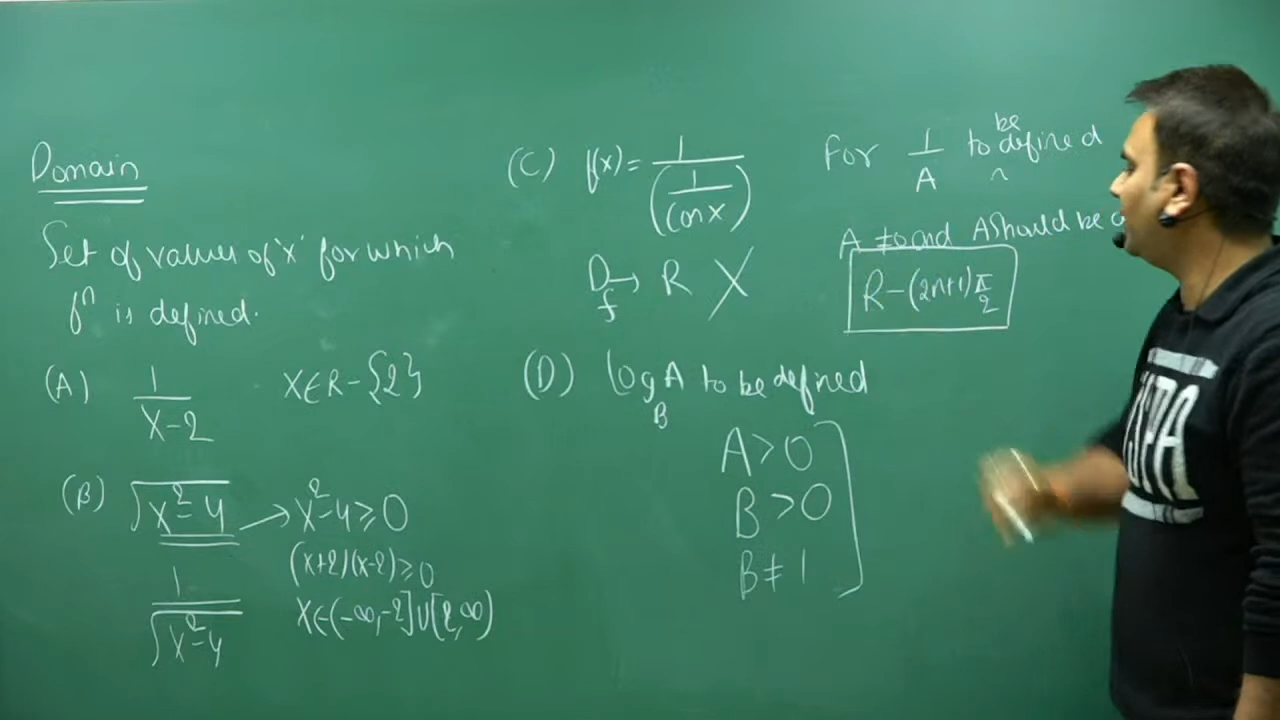 Domain
Set of values of 'x' for which
fⁿ is defined.
(A) 1/(x-2) x∈R-{2}
(B) √(x²-4) → x²-4≥0
(x+2)(x-2)≥0
x∈(-∞,-2]∪[2,∞)
1/√(x²-4)
(C) f(x)= 1/(1/cosx)
D_f → R X
For 1/A to be defined
A ≠0 and A should be
R-(2n+1)π/2
(D) log_B A to be defined
A>0
B>0
B≠1